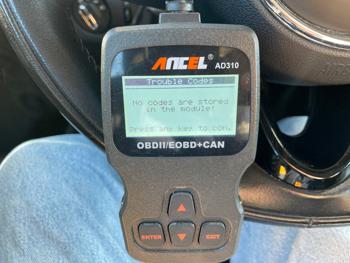 ANCEL
AD310
Trouble Codes
No codes are stored
in the module!
Press any key to con.
OBDII/EOBD+CAN
ENTER
EXIT